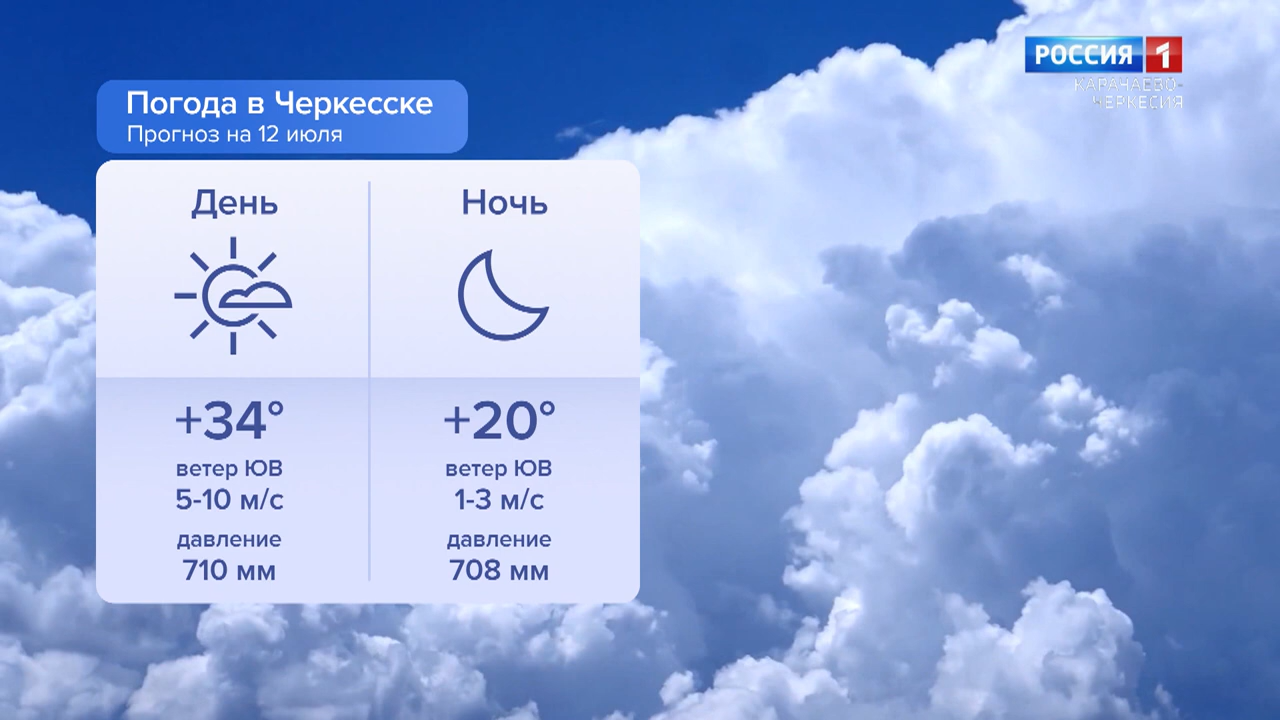 РОССИЯ 1
КАРАЧАЕВО-
ЧЕРКЕСИЯ
Погода в Черкесске
Прогноз на 12 июля
День
Ночь
+34°
+20°
ветер ЮВ
ветер ЮВ
5-10 м/с
1-3 м/с
давление
давление
710 мм
708 мм